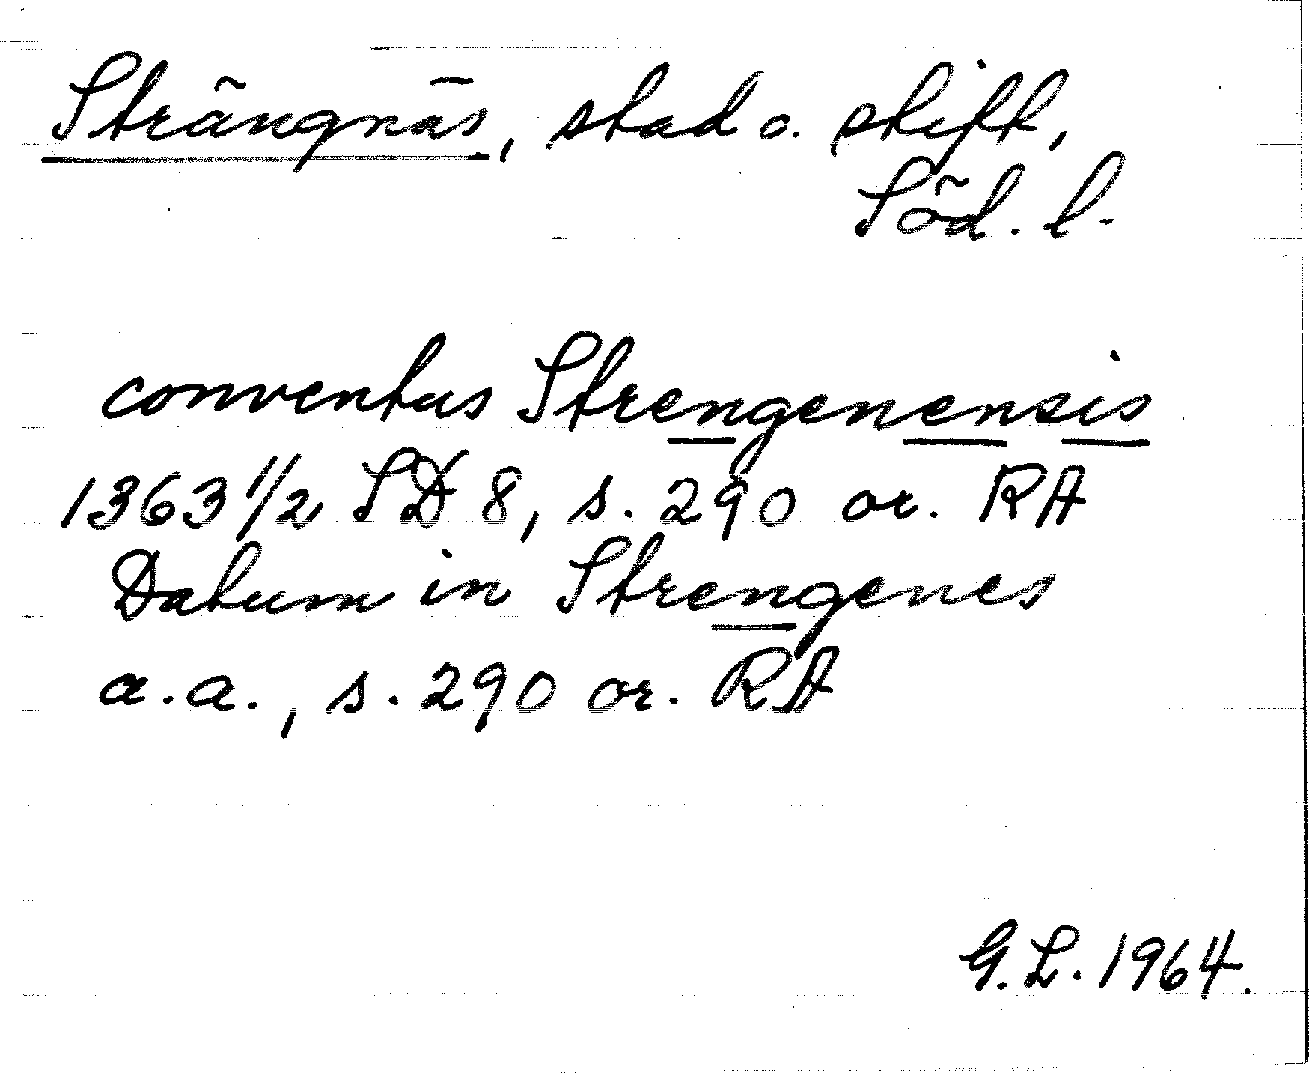 Strängnäs, stad o. stift,
Söd. l.
conventus Strengenensis
1363 1/2 SD 8, s. 290 or. RA
Datum in Strengenes
a.a., s. 290 or. RA
G.L. 1964.